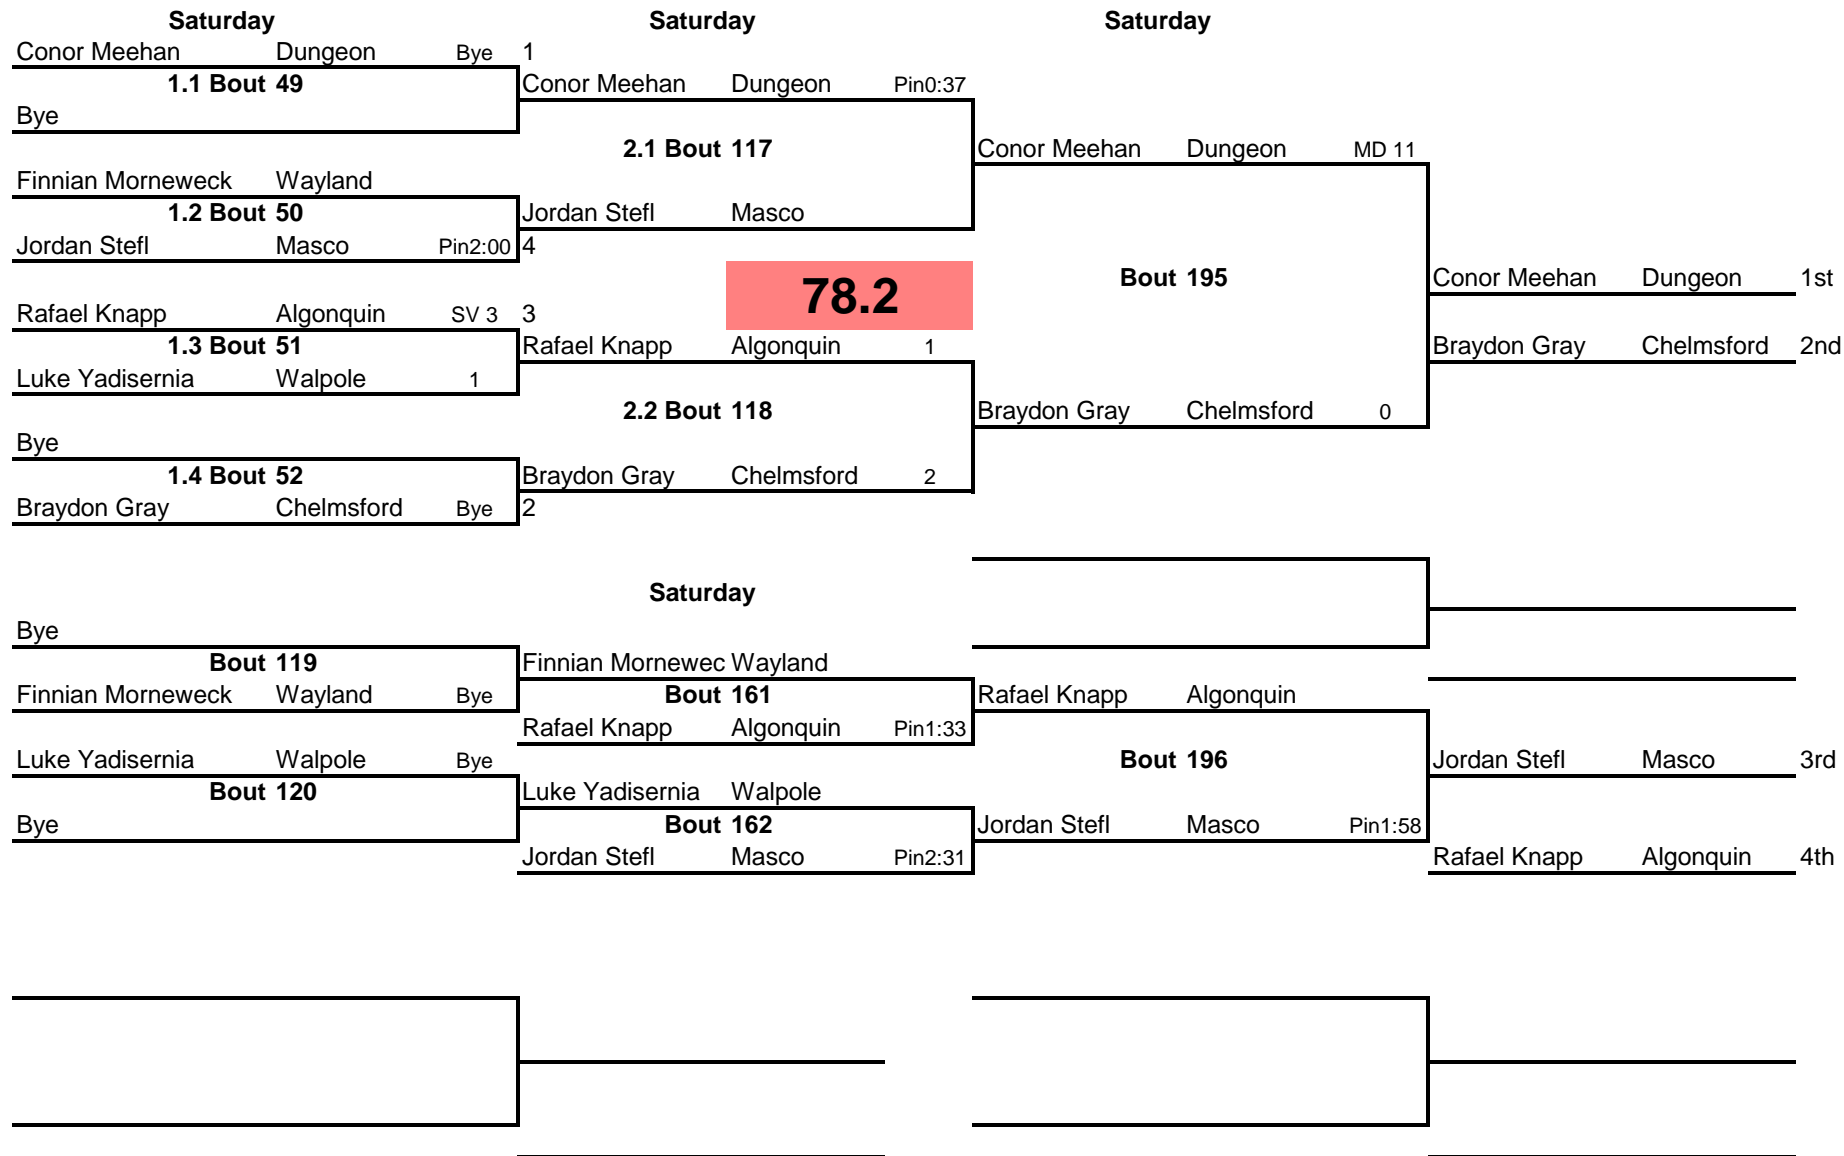 Saturday Saturday Saturday
Conor Meehan Dungeon Bye 1
1.1 Bout 49 Conor Meehan Dungeon Pin0:37
Bye
2.1 Bout 117 Conor Meehan Dungeon MD 11
Finnian Morneweck Wayland
1.2 Bout 50 Jordan Stefl Masco
Jordan Stefl Masco Pin2:00 4
Bout 195 Conor Meehan Dungeon 1st
78.2
Rafael Knapp Algonquin SV 3 3
1.3 Bout 51 Rafael Knapp Algonquin 1 Braydon Gray Chelmsford 2nd
Luke Yadisernia Walpole 1
2.2 Bout 118 Braydon Gray Chelmsford 0
Bye
1.4 Bout 52 Braydon Gray Chelmsford 2
Braydon Gray Chelmsford Bye 2
Saturday
Bye
Bout 119 Finnian Mornewec Wayland
Finnian Morneweck Wayland Bye Bout 161 Rafael Knapp Algonquin
Rafael Knapp Algonquin Pin1:33
Luke Yadisernia Walpole Bye Bout 196 Jordan Stefl Masco 3rd
Bout 120 Luke Yadisernia Walpole
Bye Bout 162 Jordan Stefl Masco Pin1:58
Jordan Stefl Masco Pin2:31 Rafael Knapp Algonquin 4th